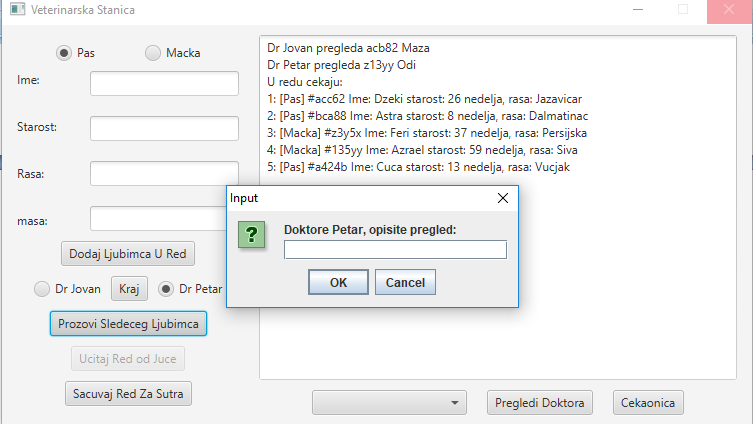 Veterinarska Stanica
Pas
Macka
Ime:
Starost:
Rasa:
masa:
Dodaj Ljubimca U Red
Dr Jovan
Kraj
Dr Petar
Prozovi Sledeceg Ljubimca
Ucitaj Red od Juce
Sacuvaj Red Za Sutra
Dr Jovan pregleda acb82 Maza
Dr Petar pregleda z13yy Odi
U redu cekaju:
1: [Pas] #acc62 Ime: Dzeki starost: 26 nedelja, rasa: Jazavicar
2: [Pas] #bca88 Ime: Astra starost: 8 nedelja, rasa: Dalmatinac
3: [Macka] #z3y5x Ime: Feri starost: 37 nedelja, rasa: Persijska
4: [Macka] #135yy Ime: Azrael starost: 59 nedelja, rasa: Siva
5: [Pas] #a424b Ime: Cuca starost: 13 nedelja, rasa: Vucjak
Input
?
Doktore Petar, opisite pregled:
OK
Cancel
Pregledi Doktora
Cekaonica